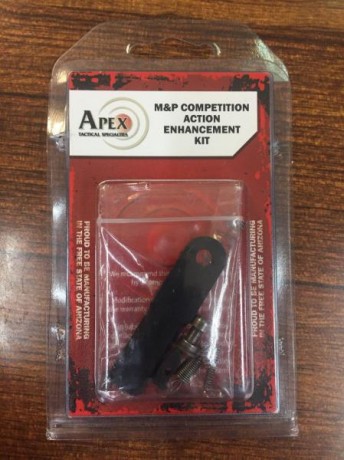 APEX
TACTICAL SPECIALTIES
M&P COMPETITION
ACTION
ENHANCEMENT
KIT
PROUD TO BE MANUFACTURING
IN THE FREE STATE OF ARIZONA
PROUD TO BE MANUFACTURING
IN THE FREE STATE OF ARIZONA